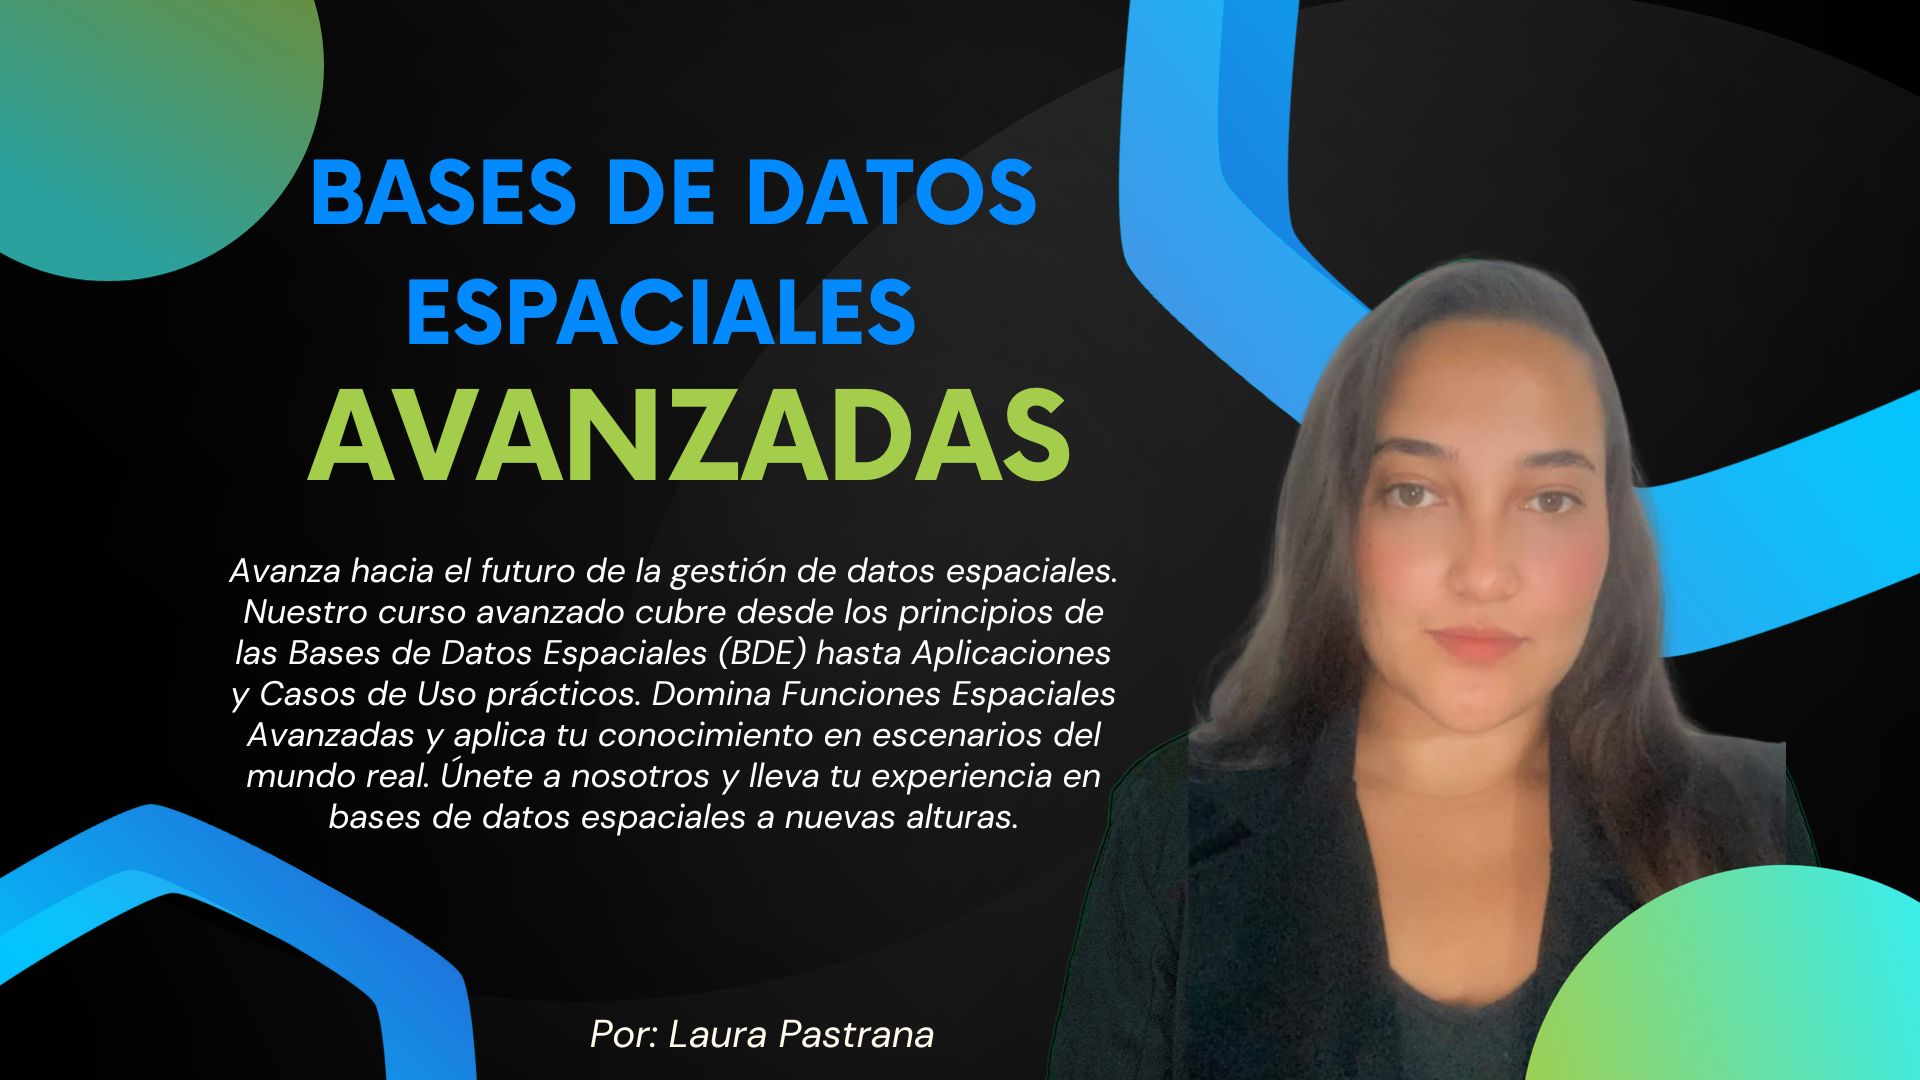 BASES DE DATOS
ESPACIALES
AVANZADAS
Avanza hacia el futuro de la gestión de datos espaciales.
Nuestro curso avanzado cubre desde los principios de
las Bases de Datos Espaciales (BDE) hasta Aplicaciones
y Casos de Uso prácticos. Domina Funciones Espaciales
Avanzadas y aplica tu conocimiento en escenarios del
mundo real. Únete a nosotros y lleva tu experiencia en
bases de datos espaciales a nuevas alturas.
Por: Laura Pastrana